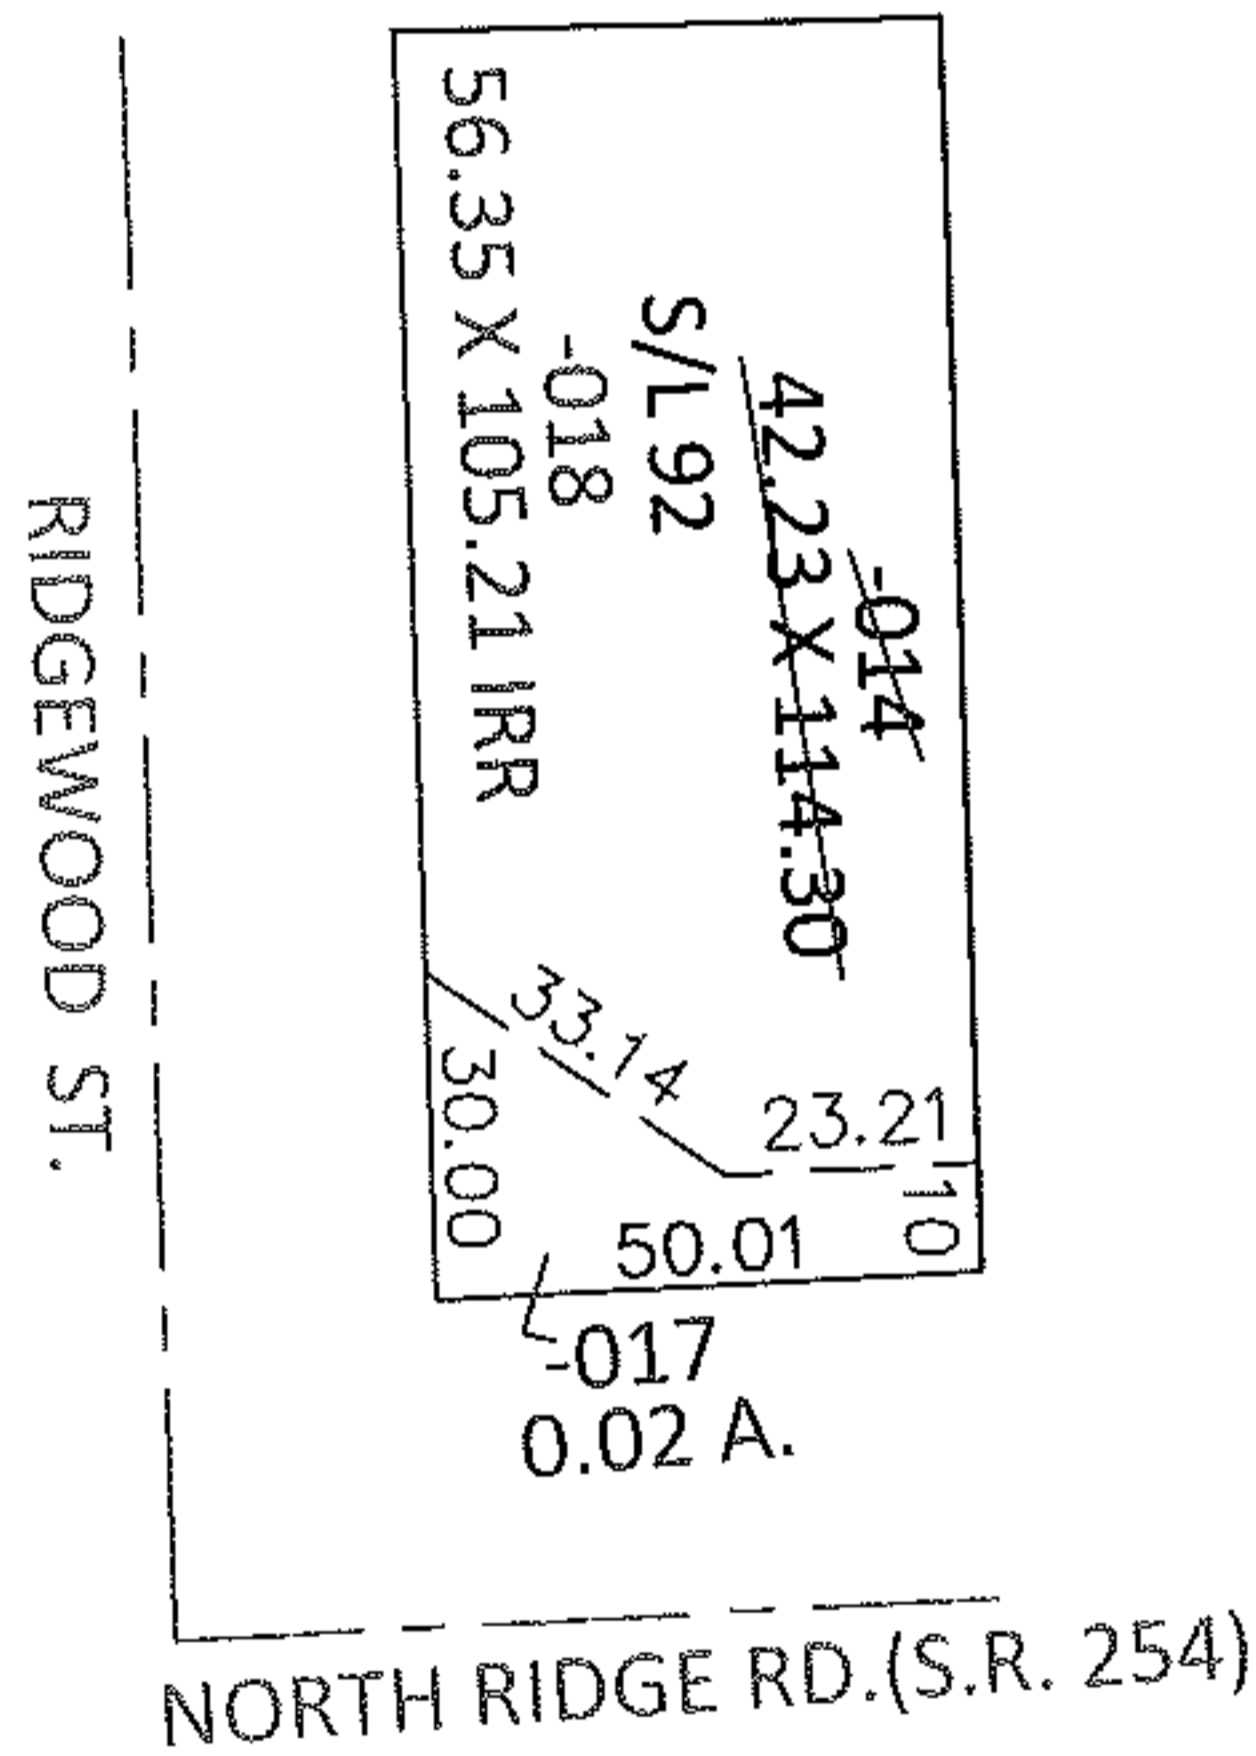 56.35 X 105.21 IRR
-018
S/L 92
42.23 X 114.30
-014
RIDGEWOOD ST.
33.14
23.21
30.00
10
50.01
-017
0.02 A.
NORTH RIDGE RD.(S.R. 254)